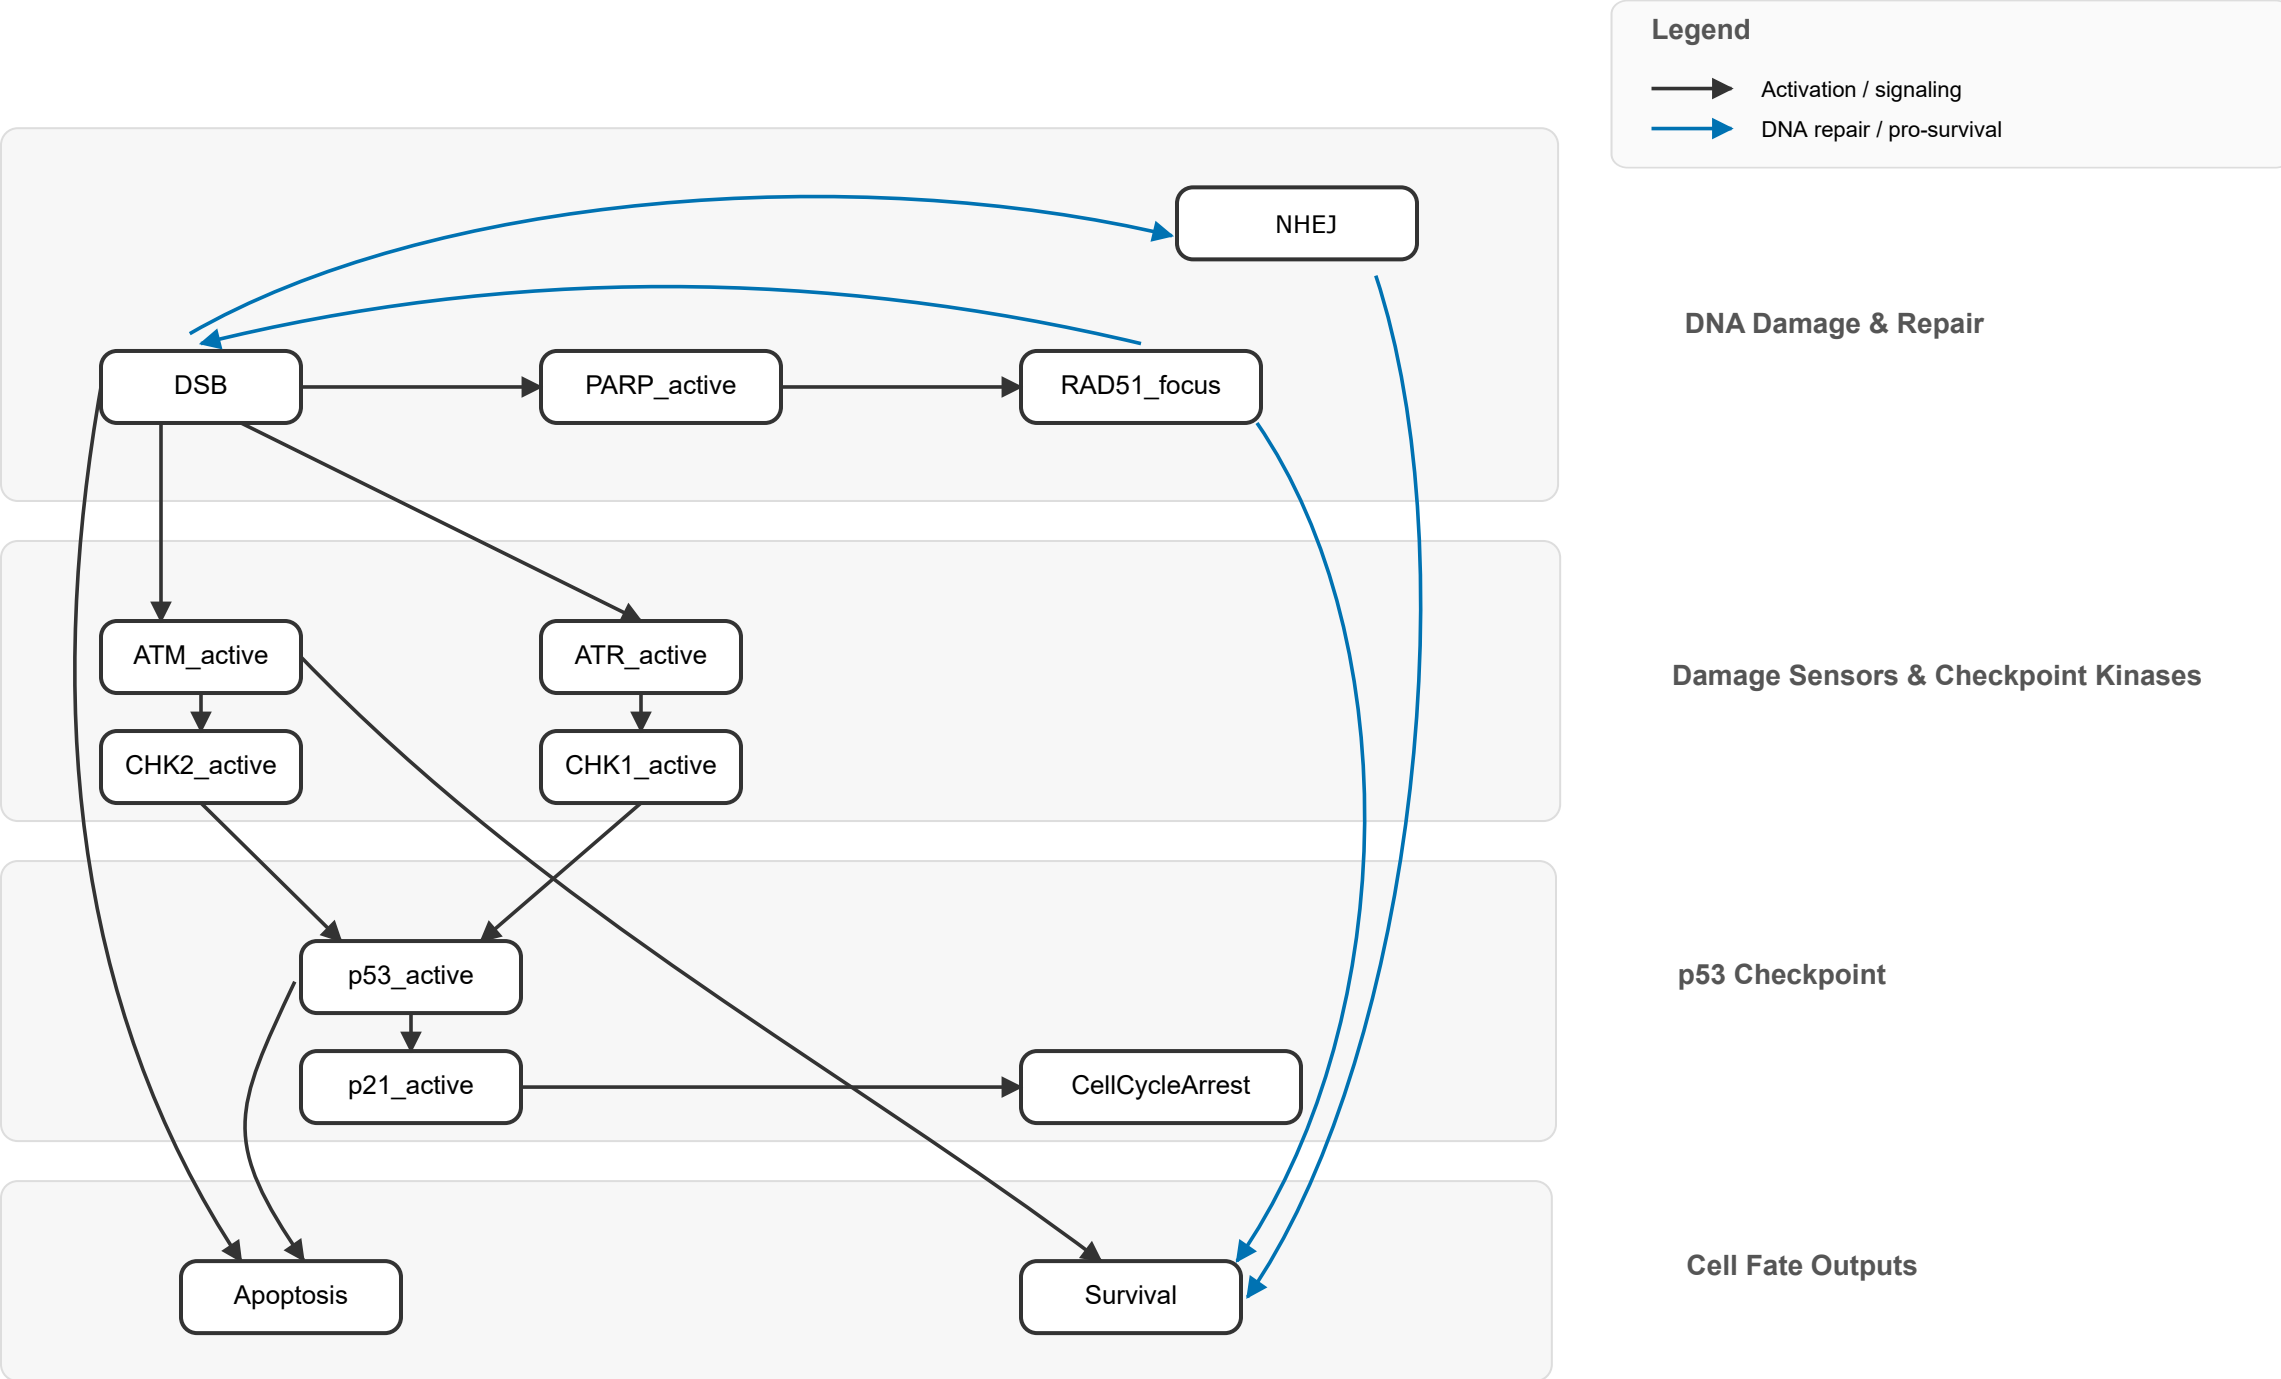 Legend
Activation / signaling
DNA repair / pro-survival
NHEJ
DNA Damage & Repair
DSB
PARP_active
RAD51_focus
ATM_active
ATR_active
Damage Sensors & Checkpoint Kinases
CHK2_active
CHK1_active
p53_active
p53 Checkpoint
p21_active
CellCycleArrest
Cell Fate Outputs
Apoptosis
Survival